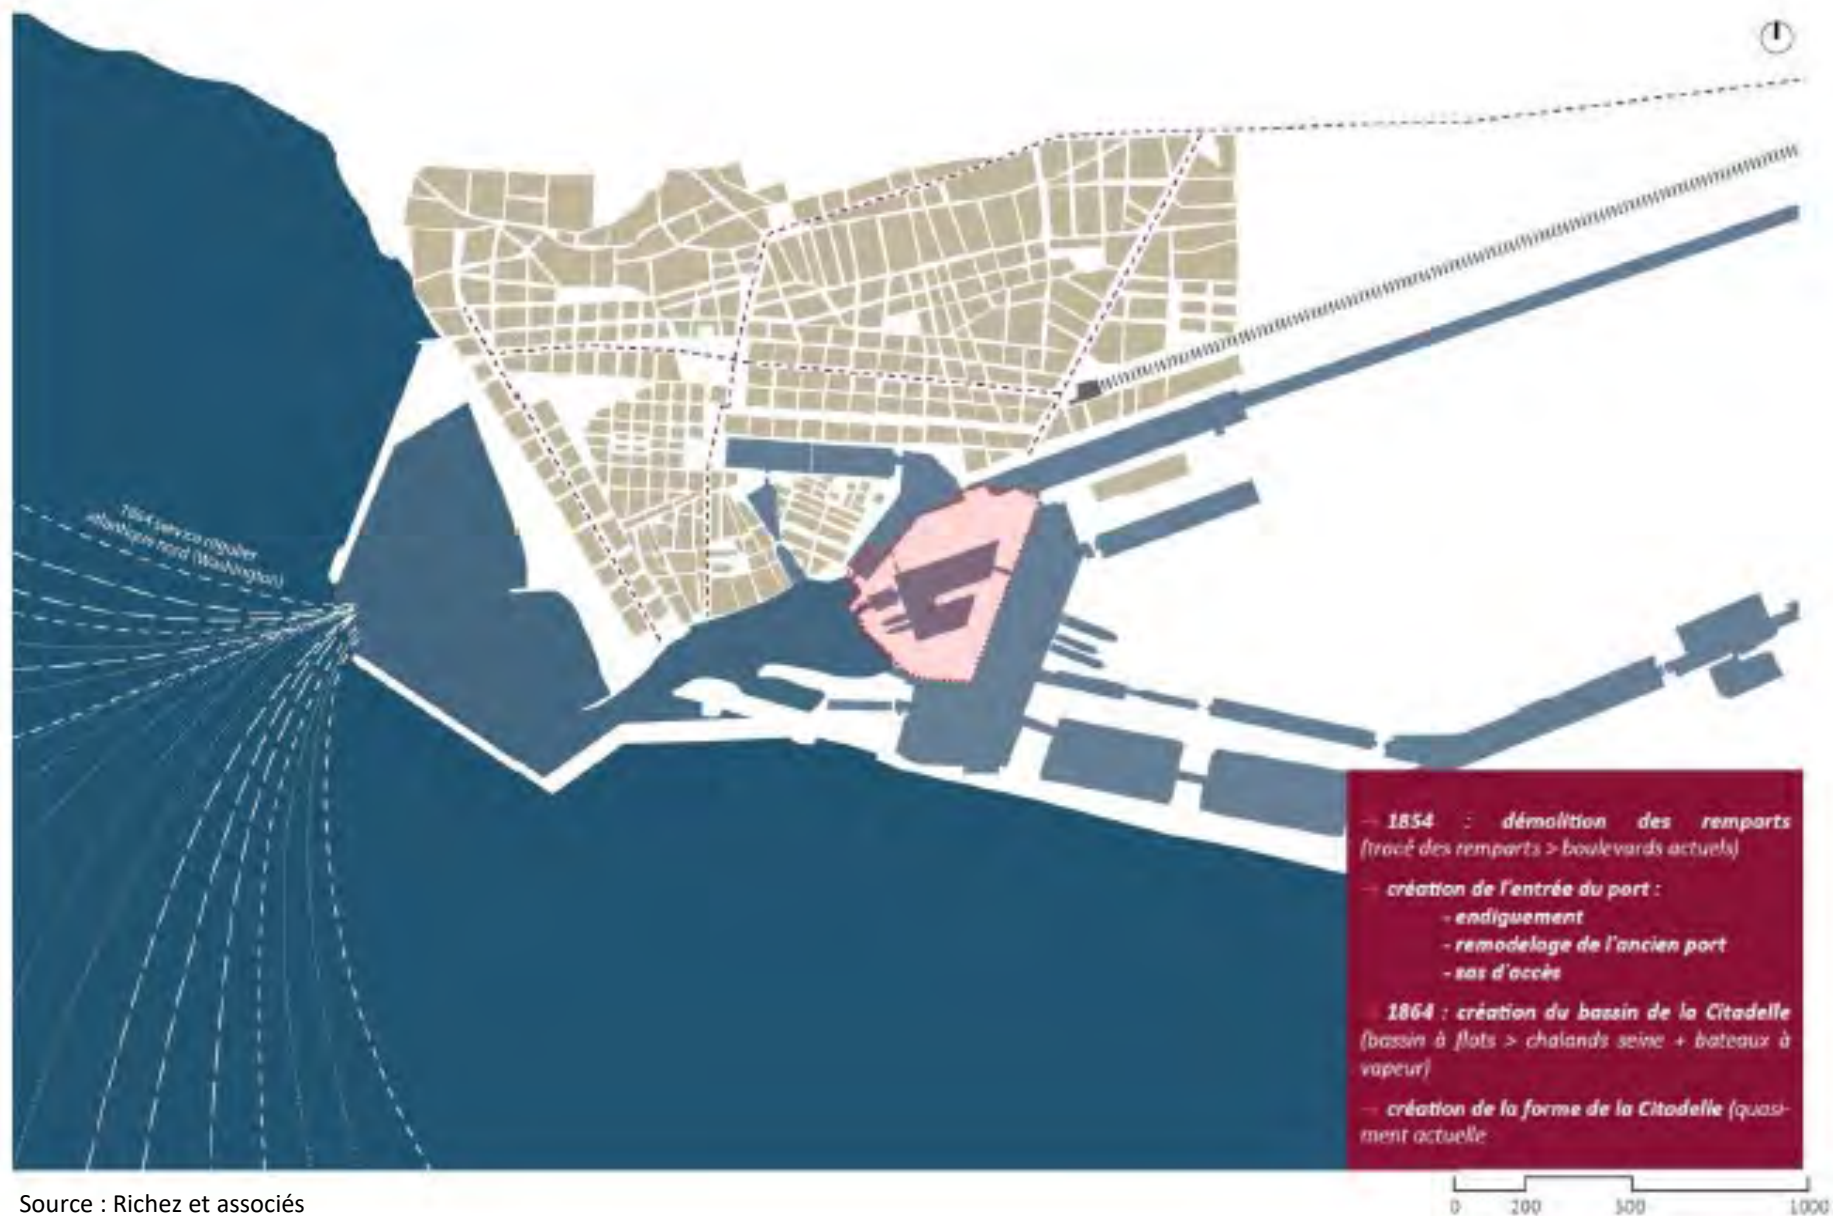 1864 service régulier
atlantique nord (Washington)
→ 1854 : démolition des remparts
(tracé des remparts > boulevards actuels)
→ création de l'entrée du port :
- endiguement
- remodelage de l'ancien port
- sas d'accès
→ 1864 : création du bassin de la Citadelle
(bassin à flots > chalands seine + bateaux à
vapeur)
→ création de la forme de la Citadelle (quasi-
ment actuelle
Source : Richez et associés
0 200 500 1000